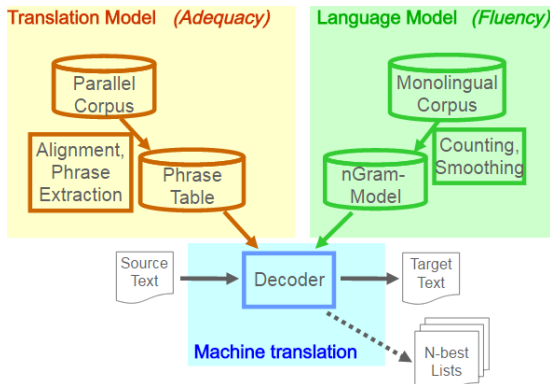 Translation Model (Adequacy)
Parallel
Corpus
Alignment,
Phrase
Extraction
Phrase
Table
Language Model (Fluency)
Monolingual
Corpus
Counting,
Smoothing
nGram-
Model
Source
Text
Decoder
Target
Text
Machine translation
N-best
Lists